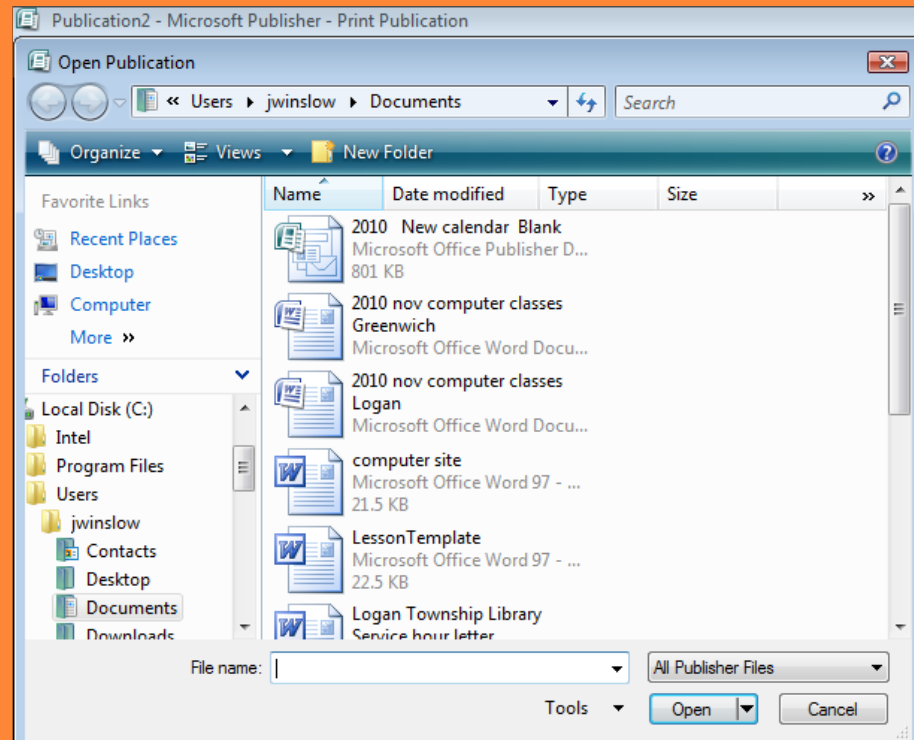 Publication2 - Microsoft Publisher - Print Publication
Open Publication
« Users ▸ jwinslow ▸ Documents
Search
Organize
Views
New Folder
Favorite Links
Recent Places
Desktop
Computer
More »
Folders
Local Disk (C:)
Intel
Program Files
Users
jwinslow
Contacts
Desktop
Documents
Downloads
Name Date modified Type Size »
2010 New calendar Blank
Microsoft Office Publisher D...
801 KB
2010 nov computer classes
Greenwich
Microsoft Office Word Docu...
2010 nov computer classes
Logan
Microsoft Office Word Docu...
computer site
Microsoft Office Word 97 - ...
21.5 KB
LessonTemplate
Microsoft Office Word 97 - ...
22.5 KB
Logan Township Library
Service hour letter
File name:
All Publisher Files
Tools
Open
Cancel